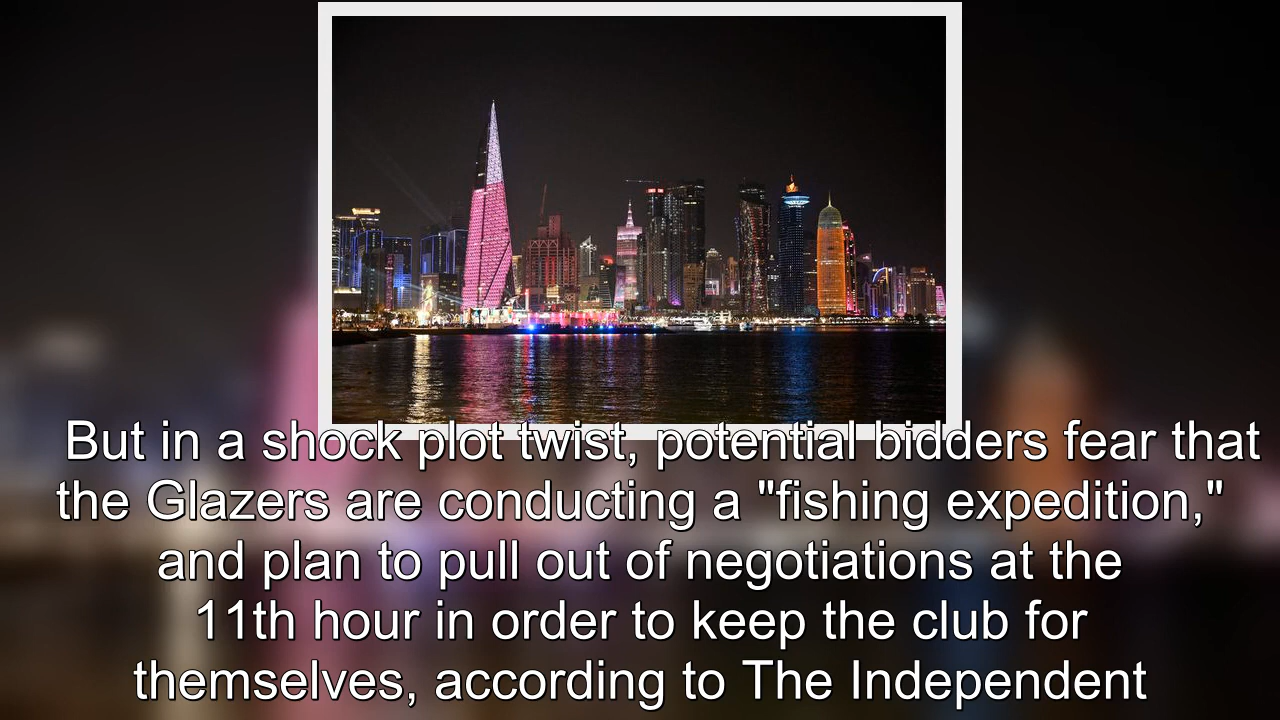 But in a shock plot twist, potential bidders fear that
the Glazers are conducting a "fishing expedition,"
and plan to pull out of negotiations at the
11th hour in order to keep the club for
themselves, according to The Independent